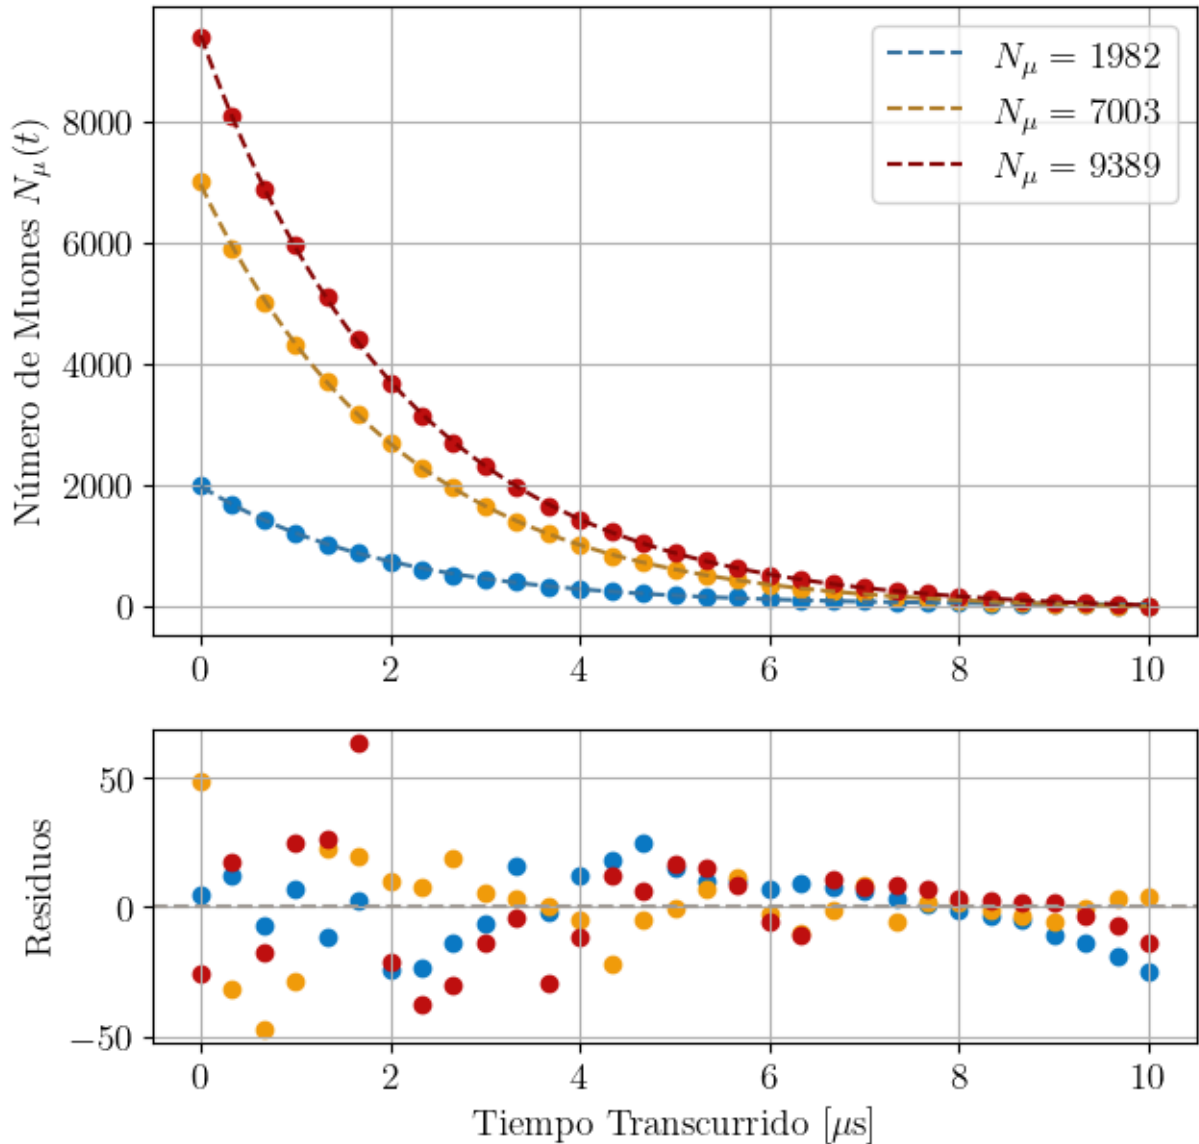 Número de Muones $N_\mu(t)$
8000
6000
4000
2000
0
0 2 4 6 8 10
$N_\mu = 1982$
$N_\mu = 7003$
$N_\mu = 9389$
Residuos
50
0
−50
0 2 4 6 8 10
Tiempo Transcurrido [$\mu$s]